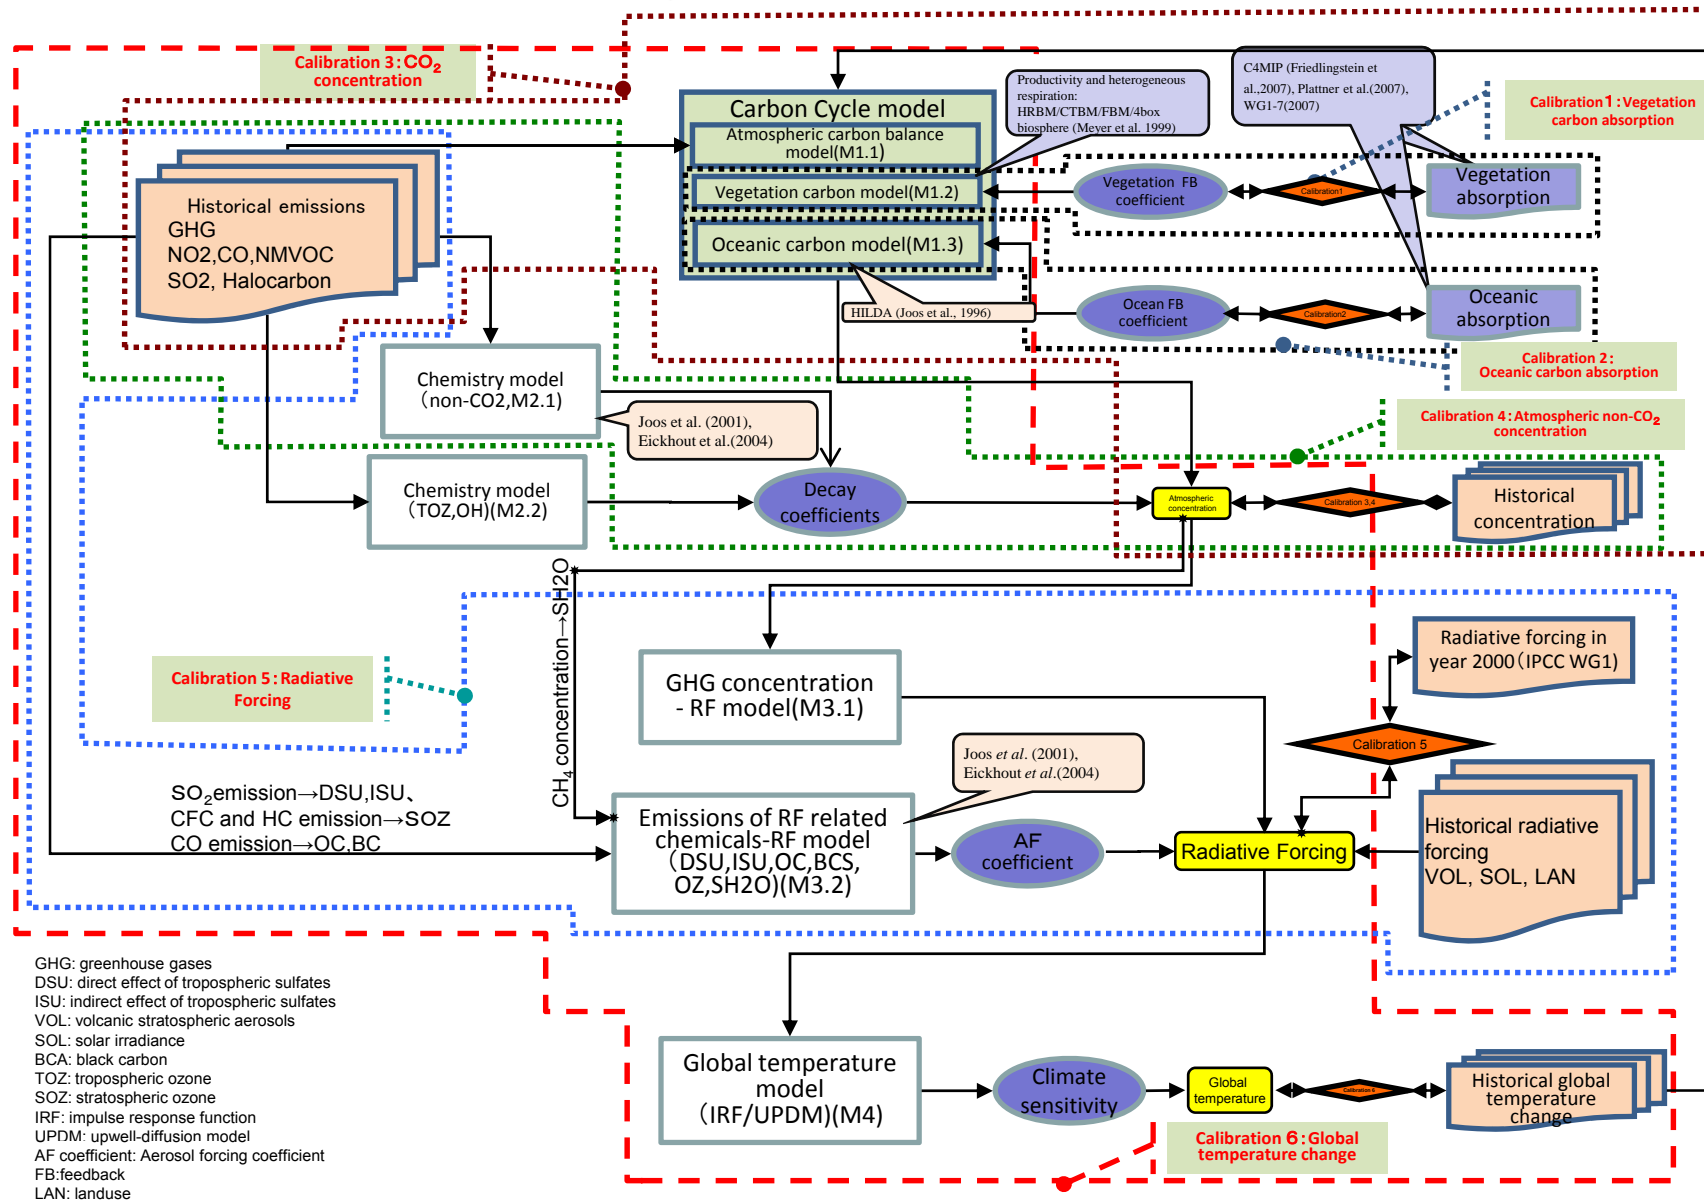 Calibration 3：CO₂
concentration
Carbon Cycle model
Atmospheric carbon balance
model(M1.1)
Vegetation carbon model(M1.2)
Oceanic carbon model(M1.3)
Productivity and heterogeneous
respiration:
HRBM/CTBM/FBM/4box
biosphere (Meyer et al. 1999)
C4MIP (Friedlingstein et
al.,2007), Plattner et al.(2007),
WG1-7(2007)
Calibration 1：Vegetation
carbon absorption
Historical emissions
GHG
NO2,CO,NMVOC
SO2, Halocarbon
Vegetation FB
coefficient
Calibration1
Vegetation
absorption
HILDA (Joos et al., 1996)
Ocean FB
coefficient
Calibration2
Oceanic
absorption
Calibration 2：
Oceanic carbon absorption
Chemistry model
（non-CO2,M2.1)
Joos et al. (2001),
Eickhout et al.(2004)
Calibration 4：Atmospheric non-CO₂
concentration
Chemistry model
（TOZ,OH)(M2.2)
Decay
coefficients
Atmospheric
concentration
Calibration 3,4
Historical
concentration
CH₄ concentration→SH2O
Calibration 5：Radiative
Forcing
GHG concentration
- RF model(M3.1)
Radiative forcing in
year 2000（IPCC WG1)
Calibration 5
Joos et al. (2001),
Eickhout et al.(2004)
SO₂emission→DSU,ISU、
CFC and HC emission→SOZ
CO emission→OC,BC
Emissions of RF related
chemicals-RF model
（DSU,ISU,OC,BCS,
OZ,SH2O)(M3.2)
AF
coefficient
Radiative Forcing
Historical radiative
forcing
VOL, SOL, LAN
GHG: greenhouse gases
DSU: direct effect of tropospheric sulfates
ISU: indirect effect of tropospheric sulfates
VOL: volcanic stratospheric aerosols
SOL: solar irradiance
BCA: black carbon
TOZ: tropospheric ozone
SOZ: stratospheric ozone
IRF: impulse response function
UPDM: upwell-diffusion model
AF coefficient: Aerosol forcing coefficient
FB:feedback
LAN: landuse
Global temperature
model
（IRF/UPDM)(M4)
Climate
sensitivity
Global
temperature
Calibration 6
Historical global
temperature
change
Calibration 6：Global
temperature change